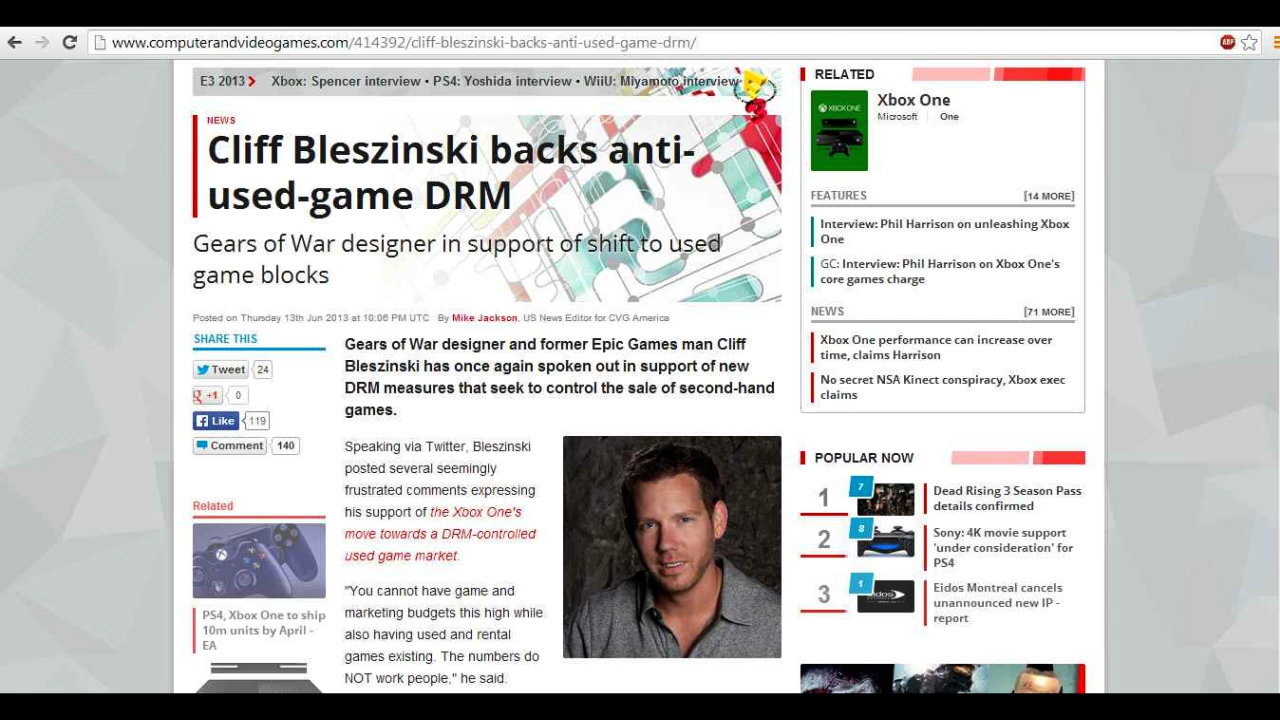 www.computerandvideogames.com/414392/cliff-bleszinski-backs-anti-used-game-drm/
ABP
E3 2013 Xbox: Spencer interview • PS4: Yoshida interview • WiiU: Miyamoto interview
NEWS
Cliff Bleszinski backs anti-
used-game DRM
Gears of War designer in support of shift to used
game blocks
Posted on Thursday 13th Jun 2013 at 10:06 PM UTC By Mike Jackson, US News Editor for CVG America
SHARE THIS
Tweet 24
+1 0
Like 119
Comment 140
Related
PS4, Xbox One to ship
10m units by April -
EA
Gears of War designer and former Epic Games man Cliff
Bleszinski has once again spoken out in support of new
DRM measures that seek to control the sale of second-hand
games.
Speaking via Twitter, Bleszinski
posted several seemingly
frustrated comments expressing
his support of the Xbox One's
move towards a DRM-controlled
used game market.
"You cannot have game and
marketing budgets this high while
also having used and rental
games existing. The numbers do
NOT work people," he said.
RELATED
XBOX ONE
Xbox One
Microsoft One
FEATURES [14 MORE]
Interview: Phil Harrison on unleashing Xbox
One
GC: Interview: Phil Harrison on Xbox One's
core games charge
NEWS [71 MORE]
Xbox One performance can increase over
time, claims Harrison
No secret NSA Kinect conspiracy, Xbox exec
claims
POPULAR NOW
1 7 Dead Rising 3 Season Pass
details confirmed
2 8 Sony: 4K movie support
'under consideration' for
PS4
3 1 eidos Eidos Montreal cancels
unannounced new IP -
report